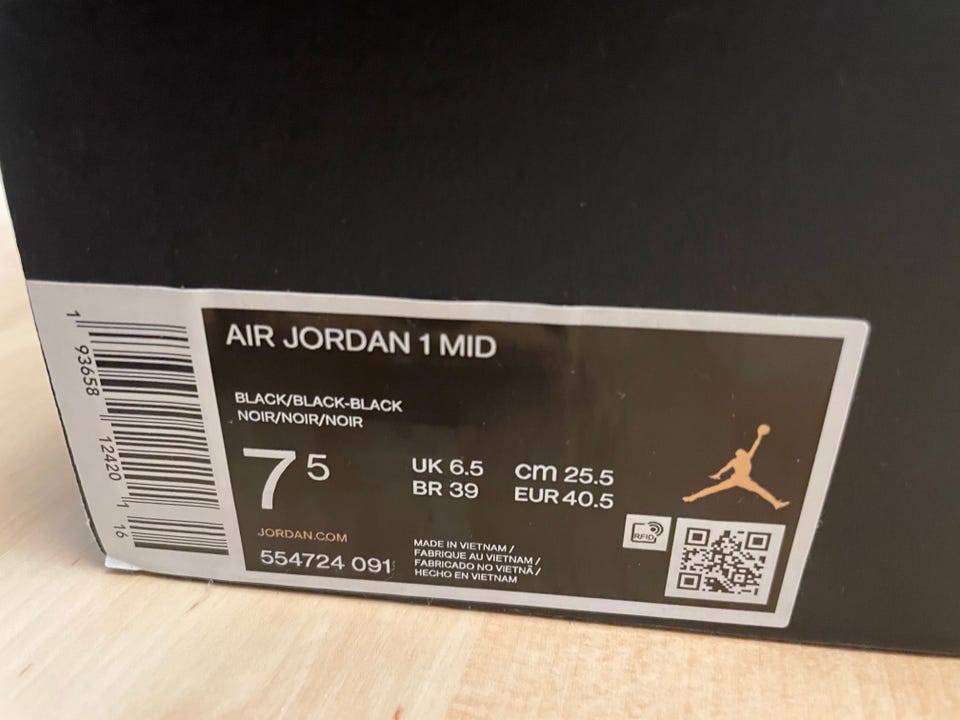 AIR JORDAN 1 MID
BLACK/BLACK-BLACK
NOIR/NOIR/NOIR
7 5
UK 6.5 cm 25.5
BR 39 EUR 40.5
JORDAN.COM
554724 091
MADE IN VIETNAM /
FABRIQUE AU VIETNAM /
FABRICADO NO VIETNÃ /
HECHO EN VIETNAM
RFID
1 93658 12420 1 16